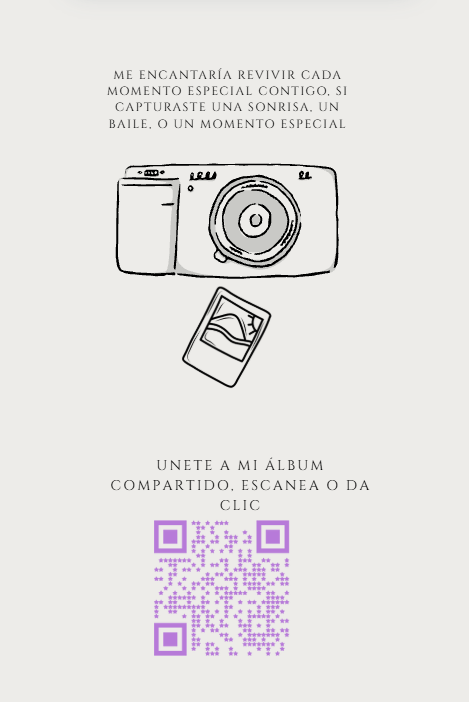 ME ENCANTARÍA REVIVIR CADA
MOMENTO ESPECIAL CONTIGO, SI
CAPTURASTE UNA SONRISA, UN
BAILE, O UN MOMENTO ESPECIAL
UNETE A MI ÁLBUM
COMPARTIDO, ESCANEA O DA
CLIC